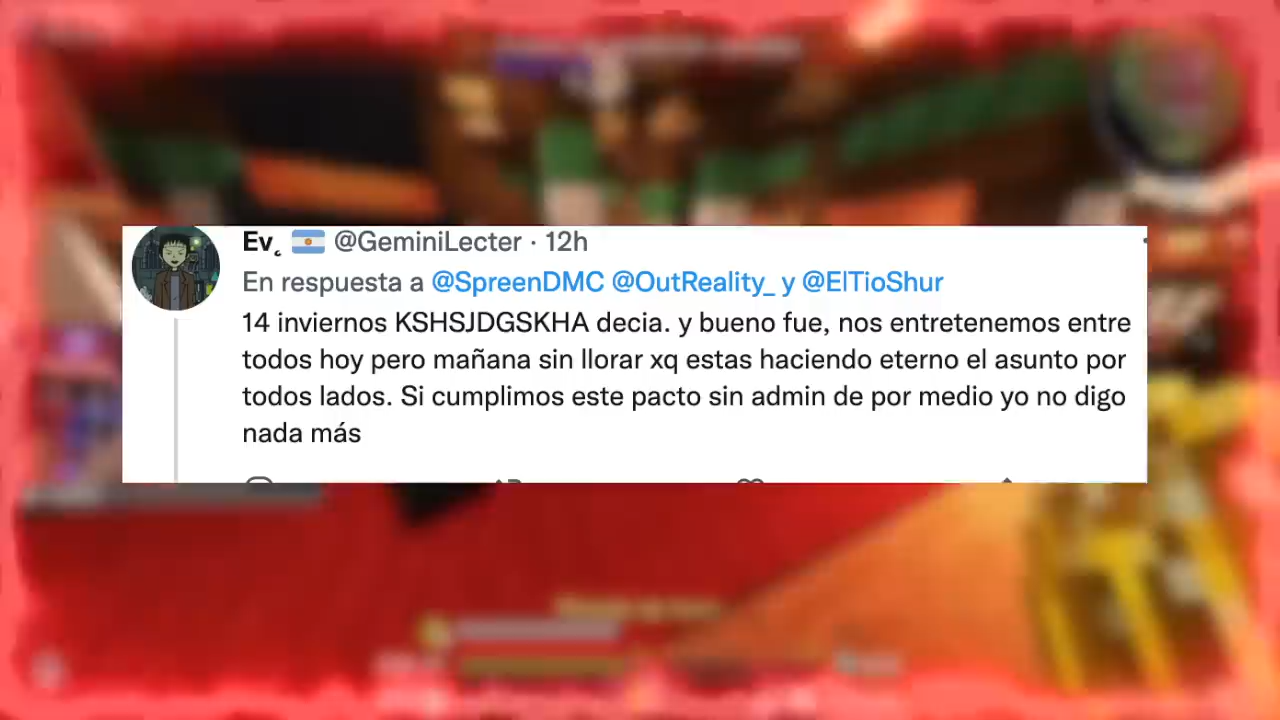 Ev˛ 🇦🇷 @GeminiLecter · 12h
En respuesta a @SpreenDMC @OutReality_ y @ElTioShur
14 inviernos KSHSJDGSKHA decia. y bueno fue, nos entretenemos entre
todos hoy pero mañana sin llorar xq estas haciendo eterno el asunto por
todos lados. Si cumplimos este pacto sin admin de por medio yo no digo
nada más